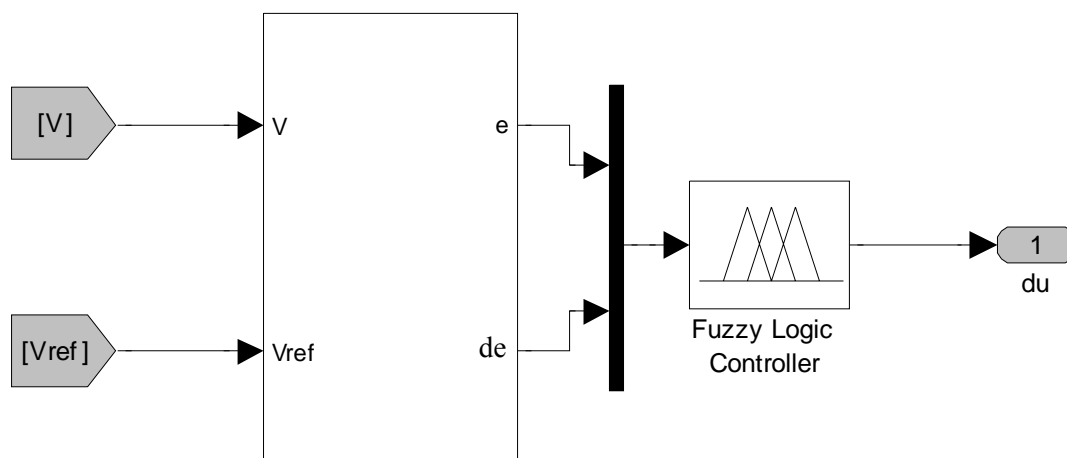 [V]
V
e
[Vref]
Vref
de
Fuzzy Logic
Controller
1
du